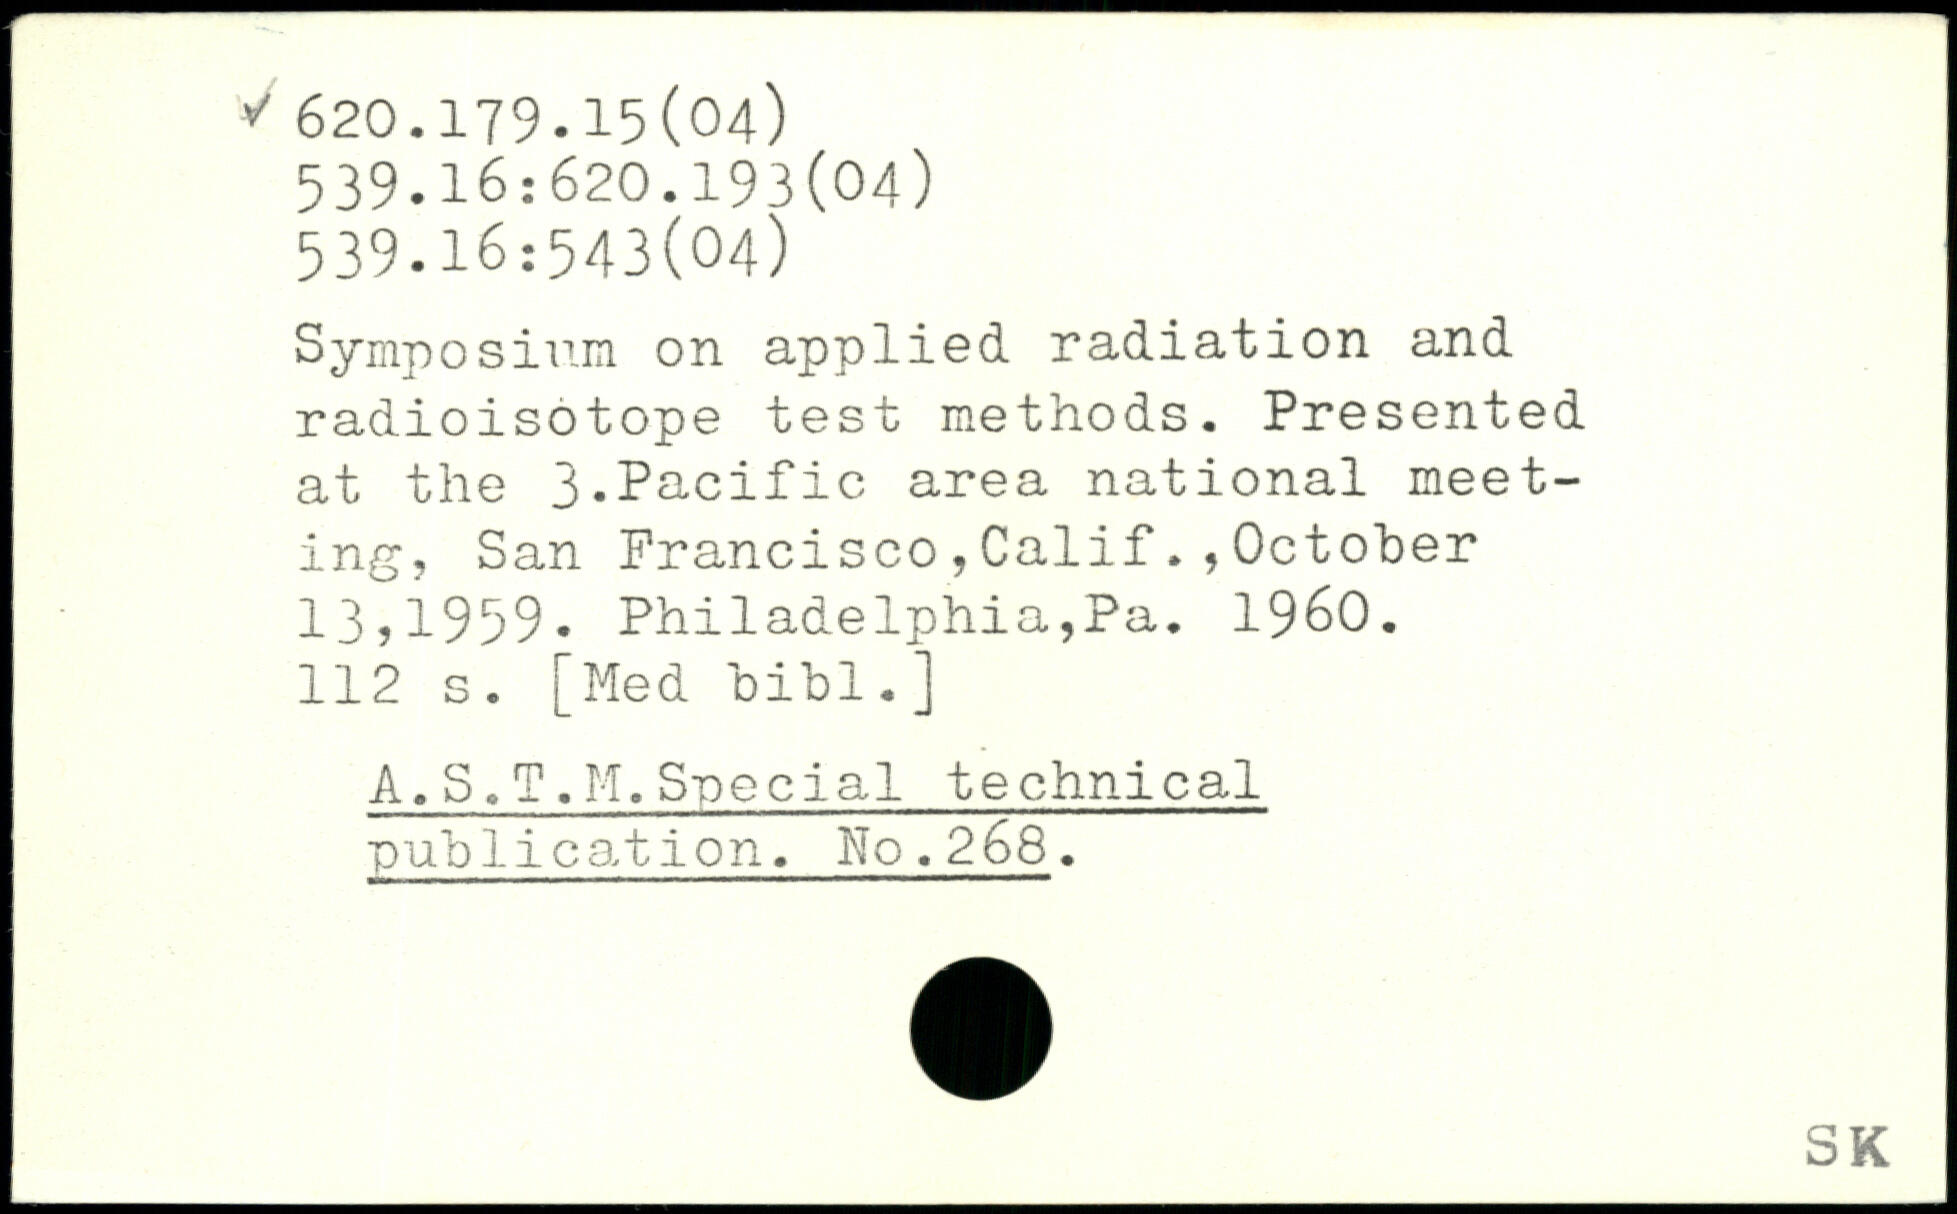 ✓ 620.179.15(04)
539.16:620.193(04)
539.16:543(04)
Symposium on applied radiation and
radioisotope test methods. Presented
at the 3.Pacific area national meet-
ing, San Francisco,Calif.,October
13,1959. Philadelphia,Pa. 1960.
112 s. [Med bibl.]
A.S.T.M.Special technical
publication. No.268.
SK